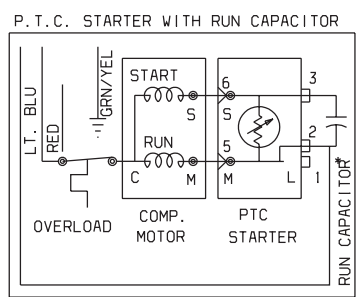 P.T.C. STARTER WITH RUN CAPACITOR
LT. BLU
RED
GRN/YEL
START
RUN
S
C
M
6
S
5
M
3
2
L
1
*
OVERLOAD
COMP.
MOTOR
PTC
STARTER
RUN CAPACITOR